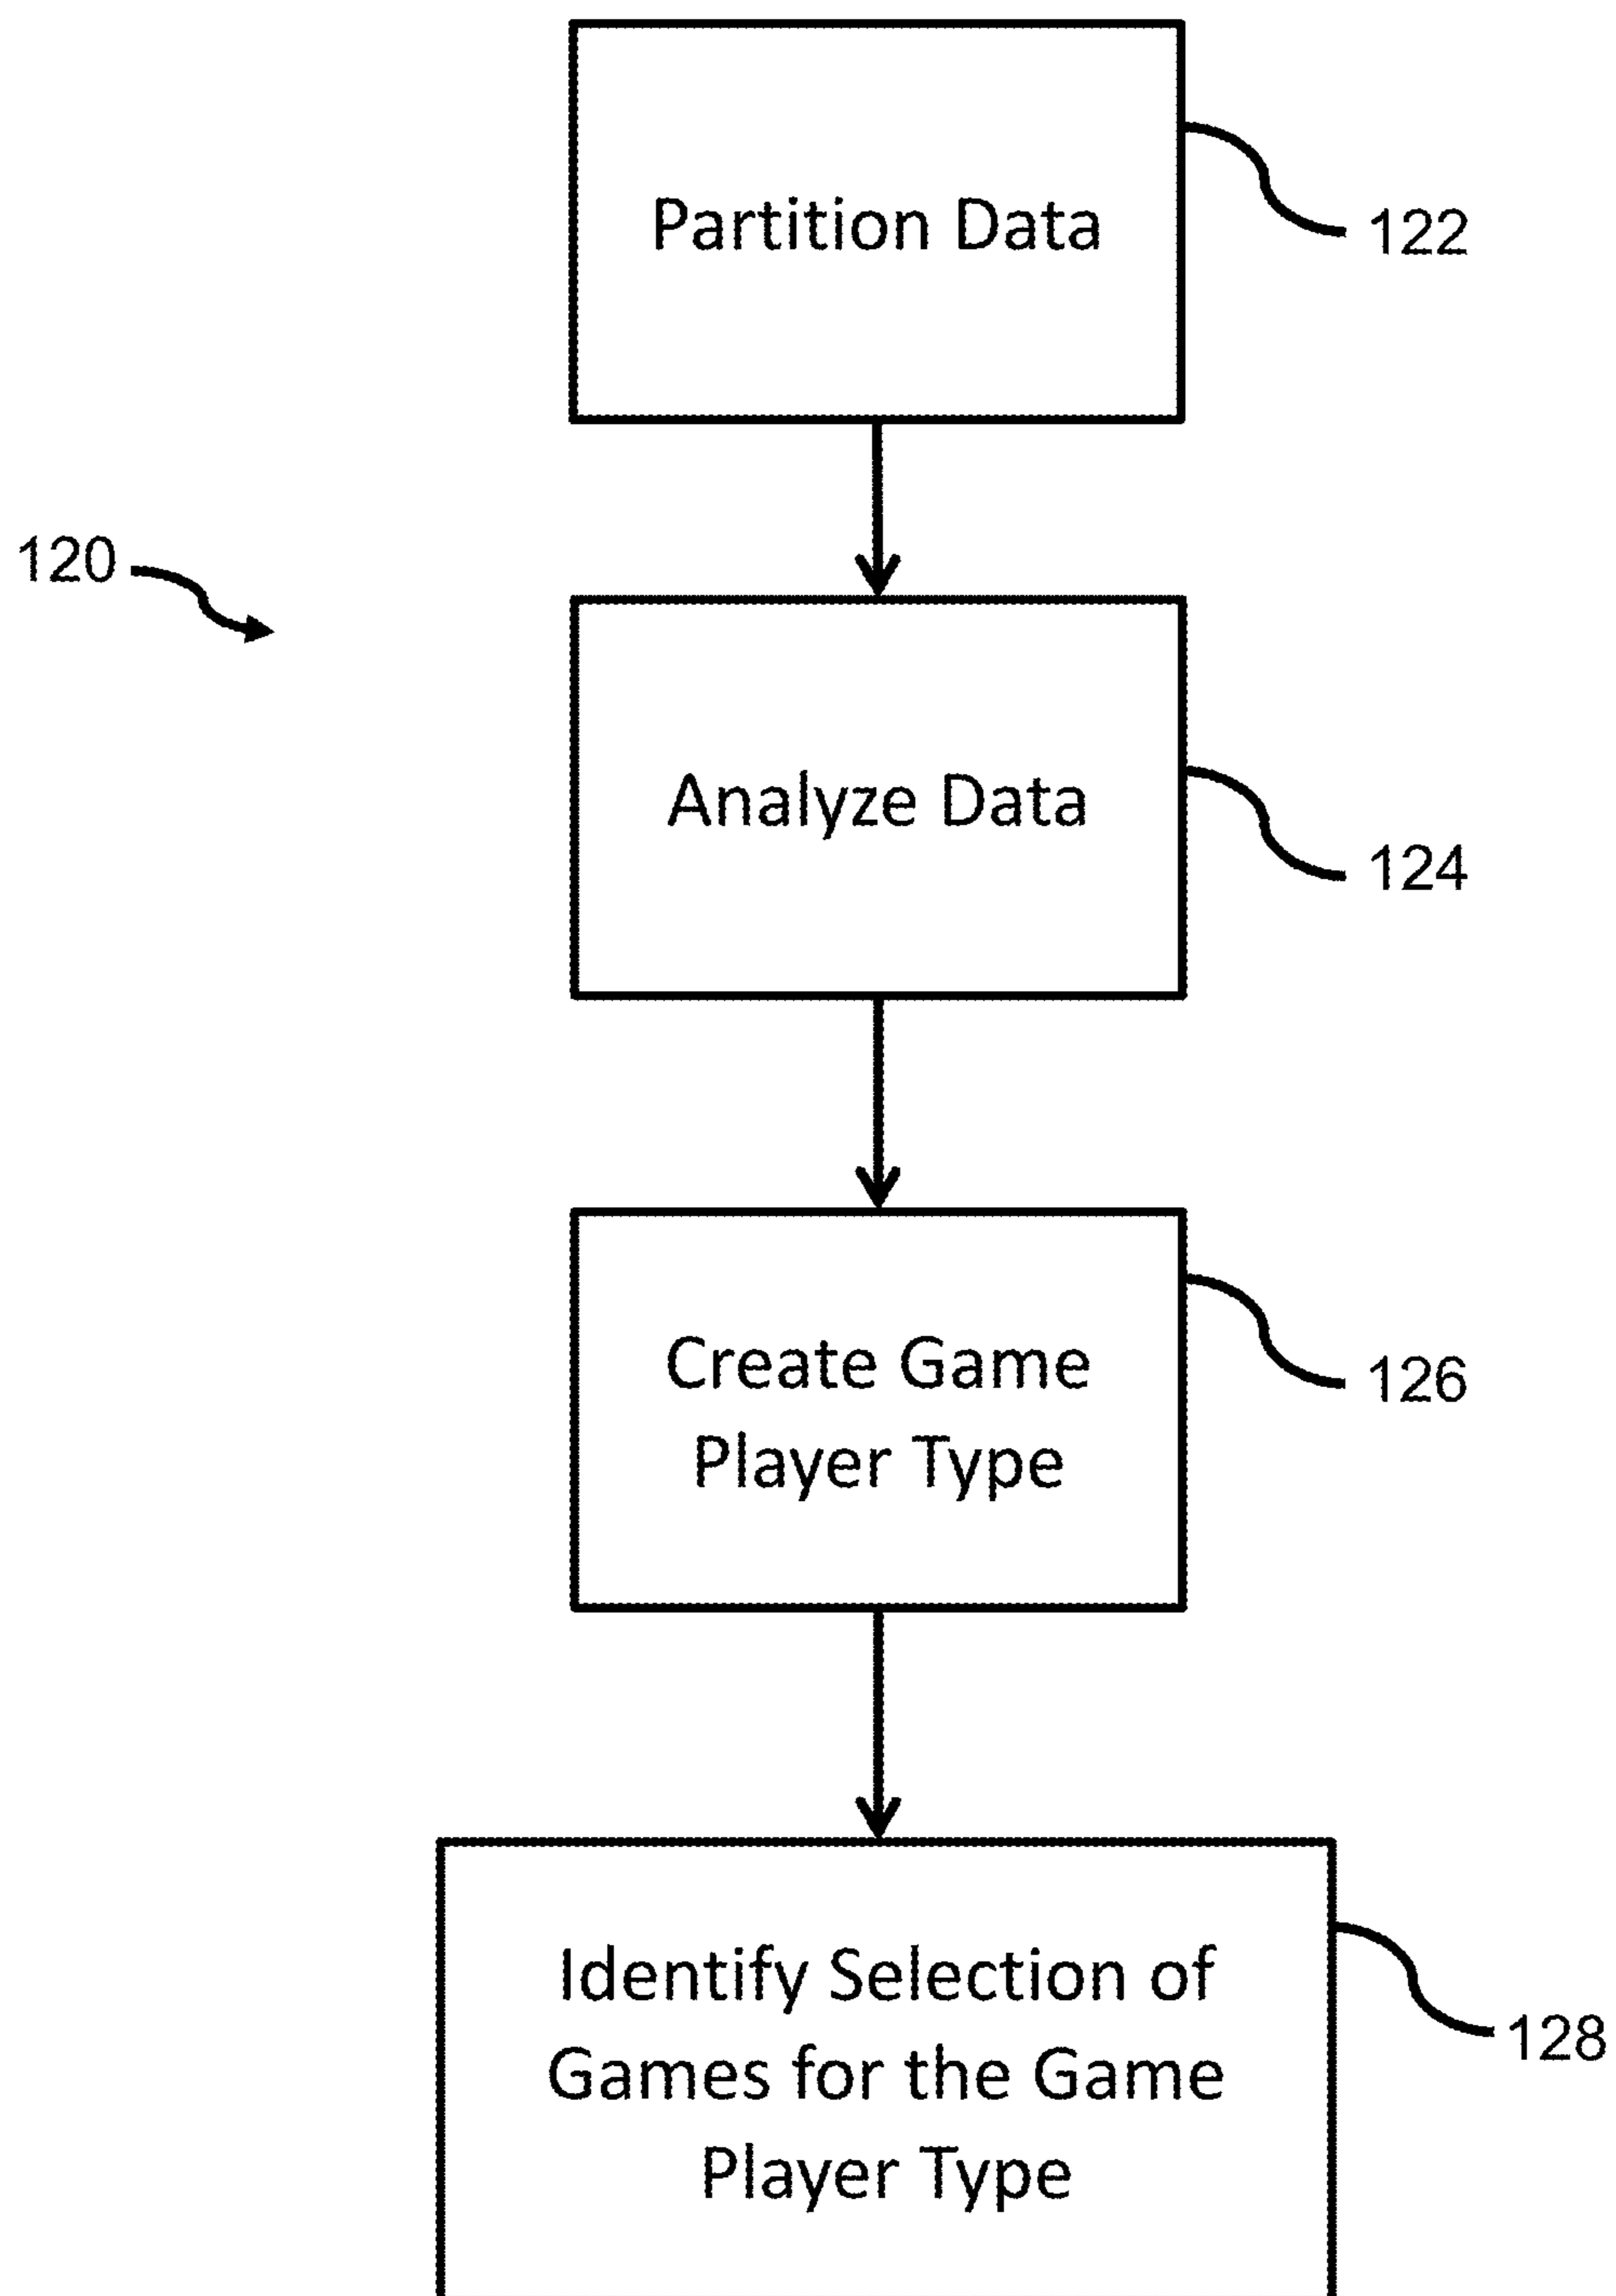 Partition Data
122
120
Analyze Data
124
Create Game
Player Type
126
Identify Selection of
Games for the Game
Player Type
128